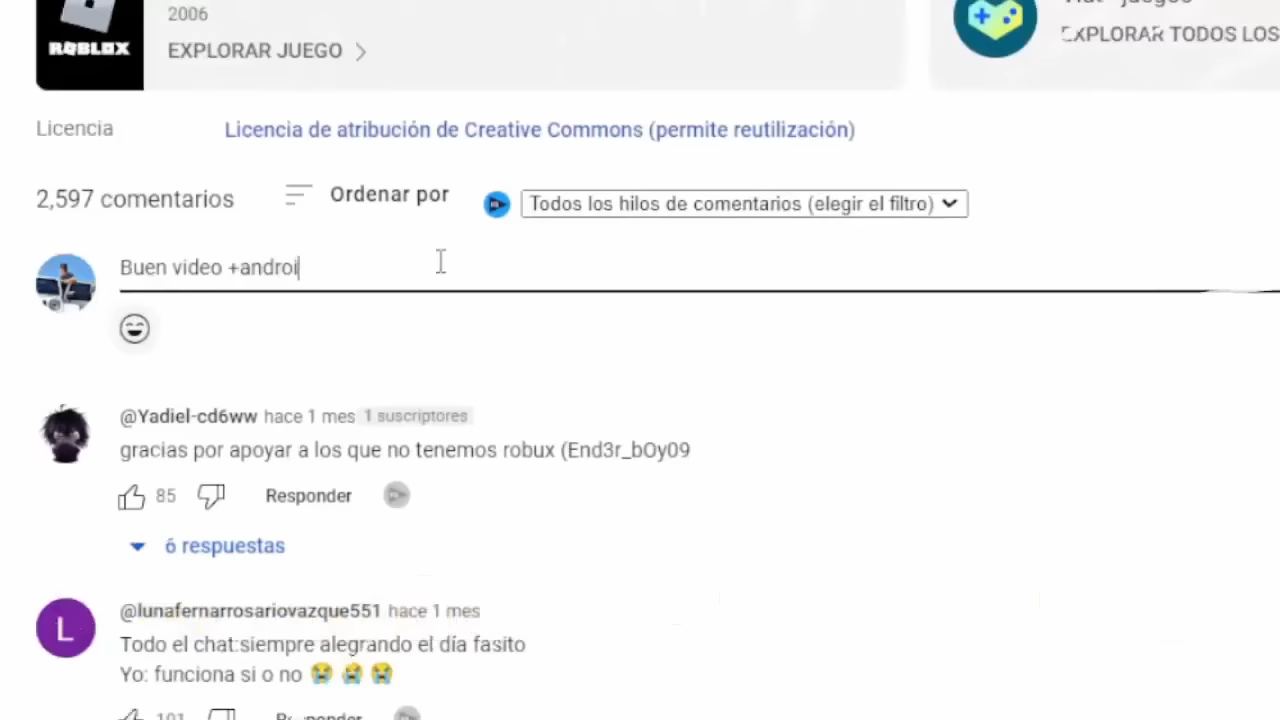 2006
ROBLOX
EXPLORAR JUEGO
EXPLORAR TODOS LOS
Licencia
Licencia de atribución de Creative Commons (permite reutilización)
2,597 comentarios
Ordenar por
Todos los hilos de comentarios (elegir el filtro)
Buen video +androi
@Yadiel-cd6ww hace 1 mes 1 suscriptores
gracias por apoyar a los que no tenemos robux (End3r_bOy09
85
Responder
6 respuestas
L
@lunafernarrosariovazque551 hace 1 mes
Todo el chat:siempre alegrando el día fasito
Yo: funciona si o no 😭 😭 😭
101
Responder